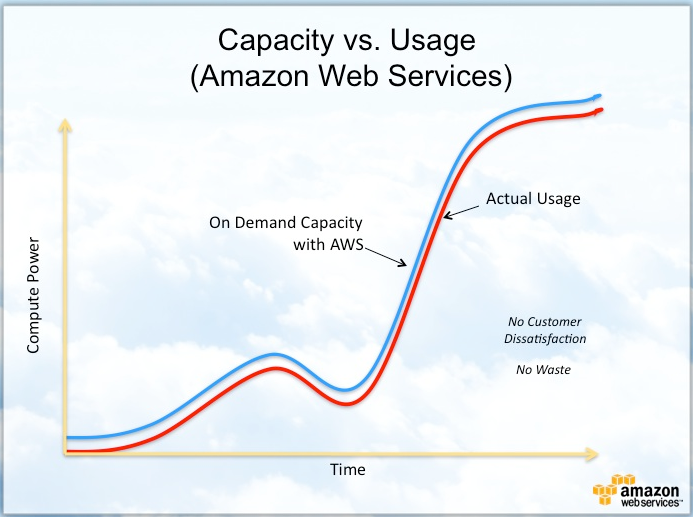 Capacity vs. Usage
(Amazon Web Services)
Actual Usage
On Demand Capacity
with AWS
Compute Power
No Customer
Dissatisfaction
No Waste
Time
amazon
webservices™